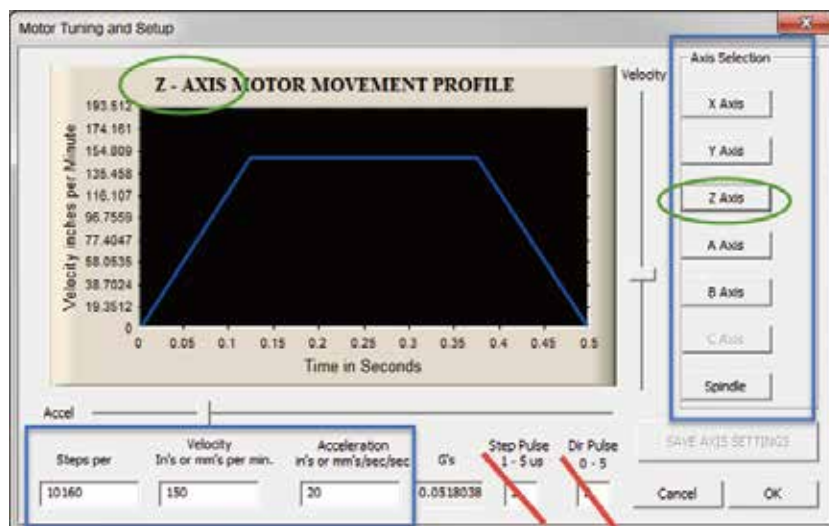 Motor Tuning and Setup
Z - AXIS MOTOR MOVEMENT PROFILE
Velocity inches per Minute
193.512
174.161
154.809
135.458
116.107
96.7559
77.4047
58.0535
38.7024
19.3512
0
0 0.05 0.1 0.15 0.2 0.25 0.3 0.35 0.4 0.45 0.5
Time in Seconds
Velocity
Axis Selection
X Axis
Y Axis
Z Axis
A Axis
B Axis
C Axis
Spindle
Accel
Steps per
10160
Velocity
In's or mm's per min.
150
Acceleration
in's or mm's/sec/sec
20
G's
0.0518038
Step Pulse
1 - 5 us
Dir Pulse
0 - 5
SAVE AXIS SETTINGS
Cancel
OK